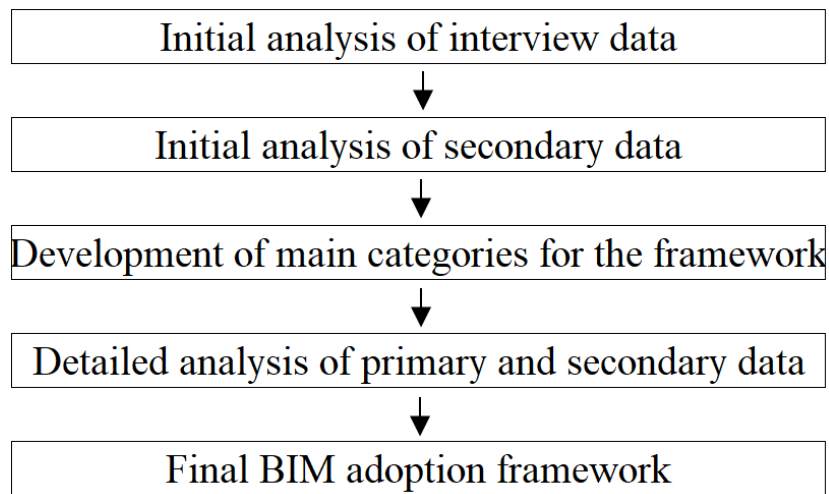 Initial analysis of interview data
Initial analysis of secondary data
Development of main categories for the framework
Detailed analysis of primary and secondary data
Final BIM adoption framework